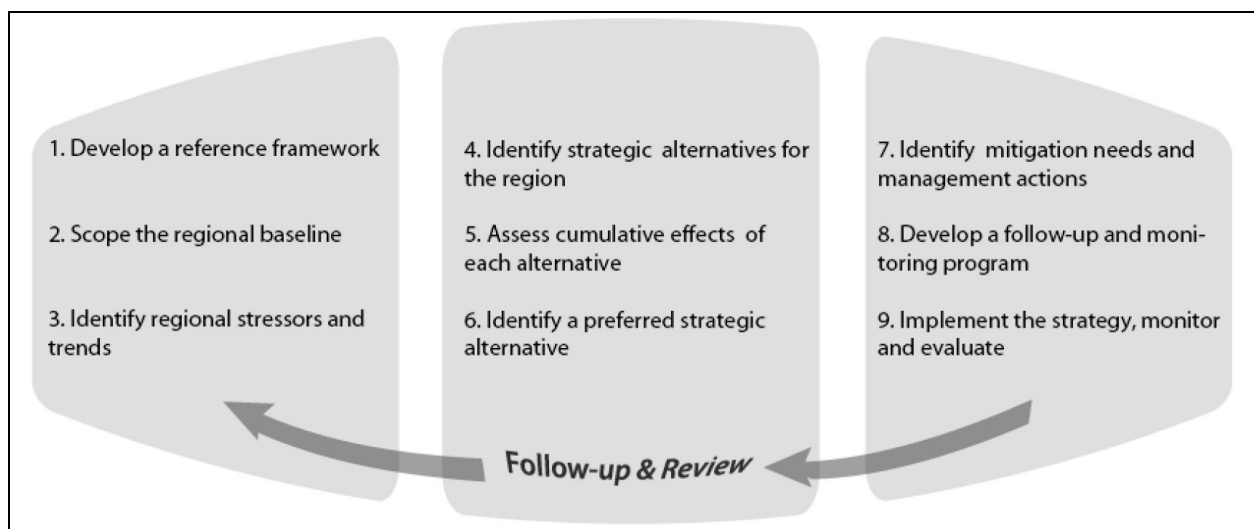 1. Develop a reference framework
2. Scope the regional baseline
3. Identify regional stressors and
trends
4. Identify strategic alternatives for
the region
5. Assess cumulative effects of
each alternative
6. Identify a preferred strategic
alternative
7. Identify mitigation needs and
management actions
8. Develop a follow-up and moni-
toring program
9. Implement the strategy, monitor
and evaluate
Follow-up & Review